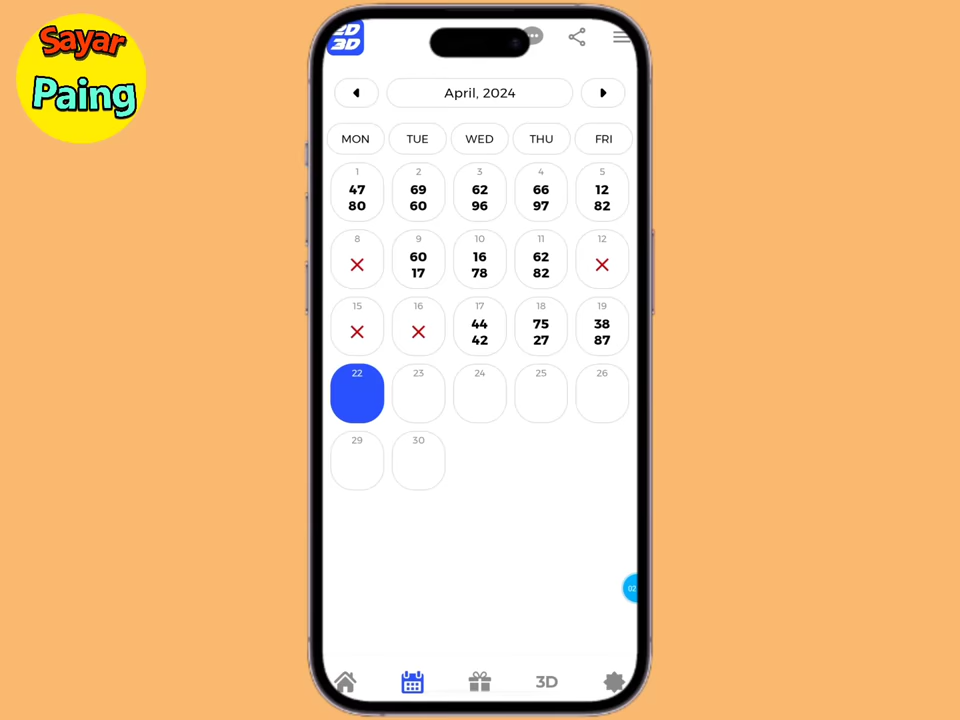 Sayar
Paing
2D
3D
April, 2024
MON TUE WED THU FRI
1 2 3 4 5
47 69 62 66 12
80 60 96 97 82
8 9 10 11 12
60 16 62
17 78 82
15 16 17 18 19
44 75 38
42 27 87
22 23 24 25 26
29 30
02
3D